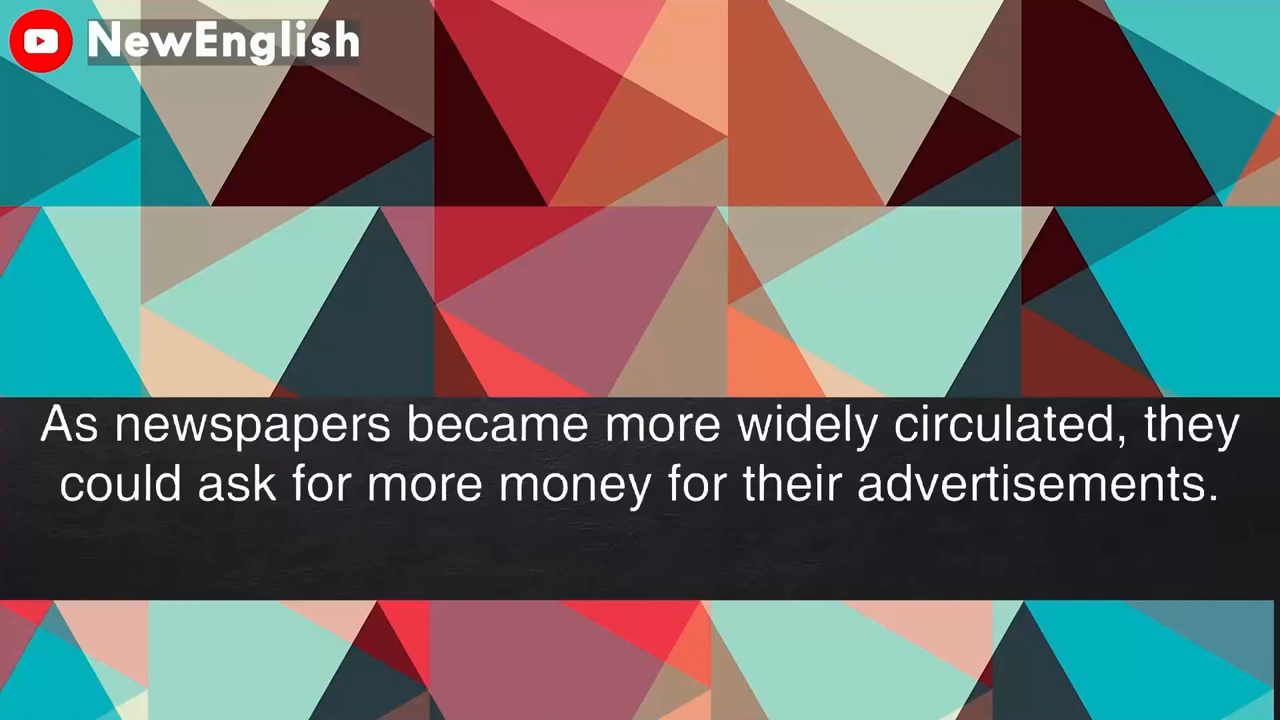 NewEnglish
As newspapers became more widely circulated, they
could ask for more money for their advertisements.